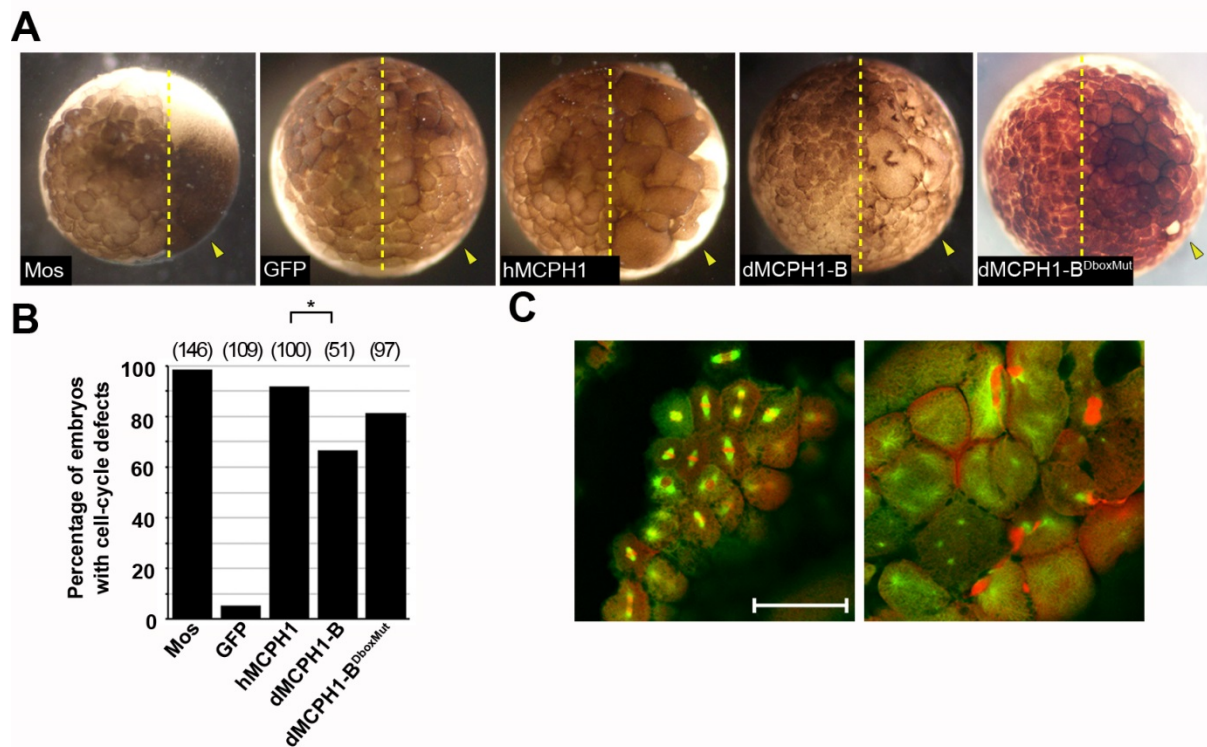 A
Mos
GFP
hMCPH1
dMCPH1-B
dMCPH1-B^DboxMut
B
*
(146) (109) (100) (51) (97)
Percentage of embryos
with cell-cycle defects
100
80
60
40
20
0
Mos
GFP
hMCPH1
dMCPH1-B
dMCPH1-B^DboxMut
C